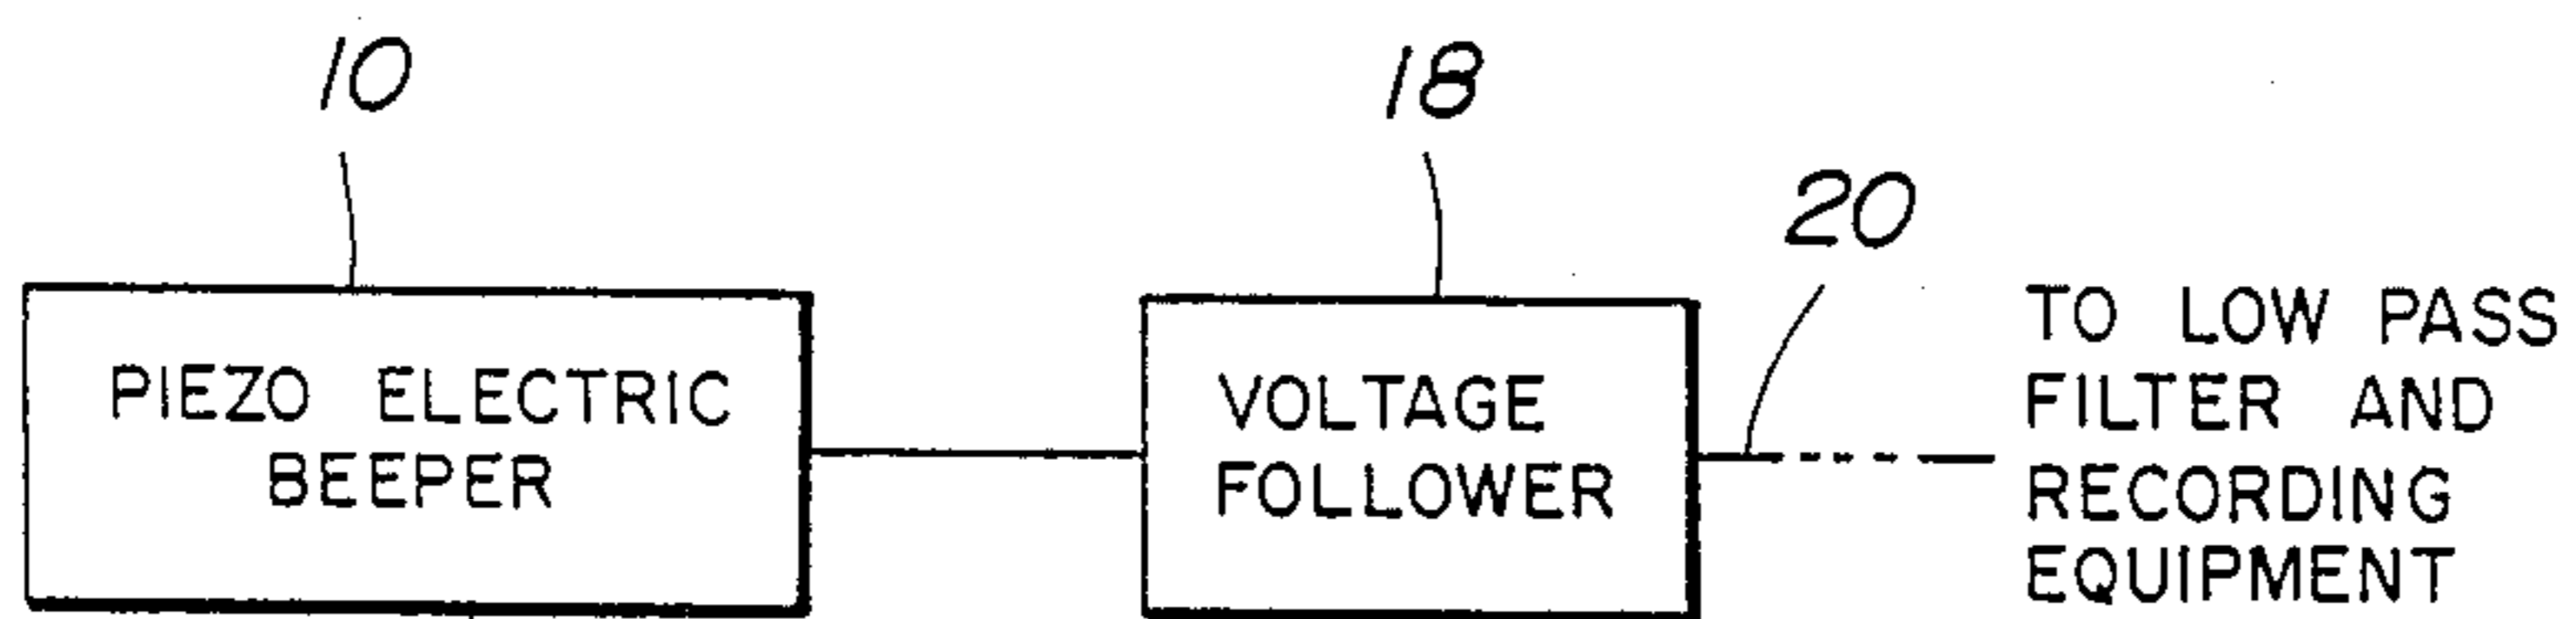 10
18
20
PIEZO ELECTRIC
BEEPER
VOLTAGE
FOLLOWER
TO LOW PASS
FILTER AND
RECORDING
EQUIPMENT